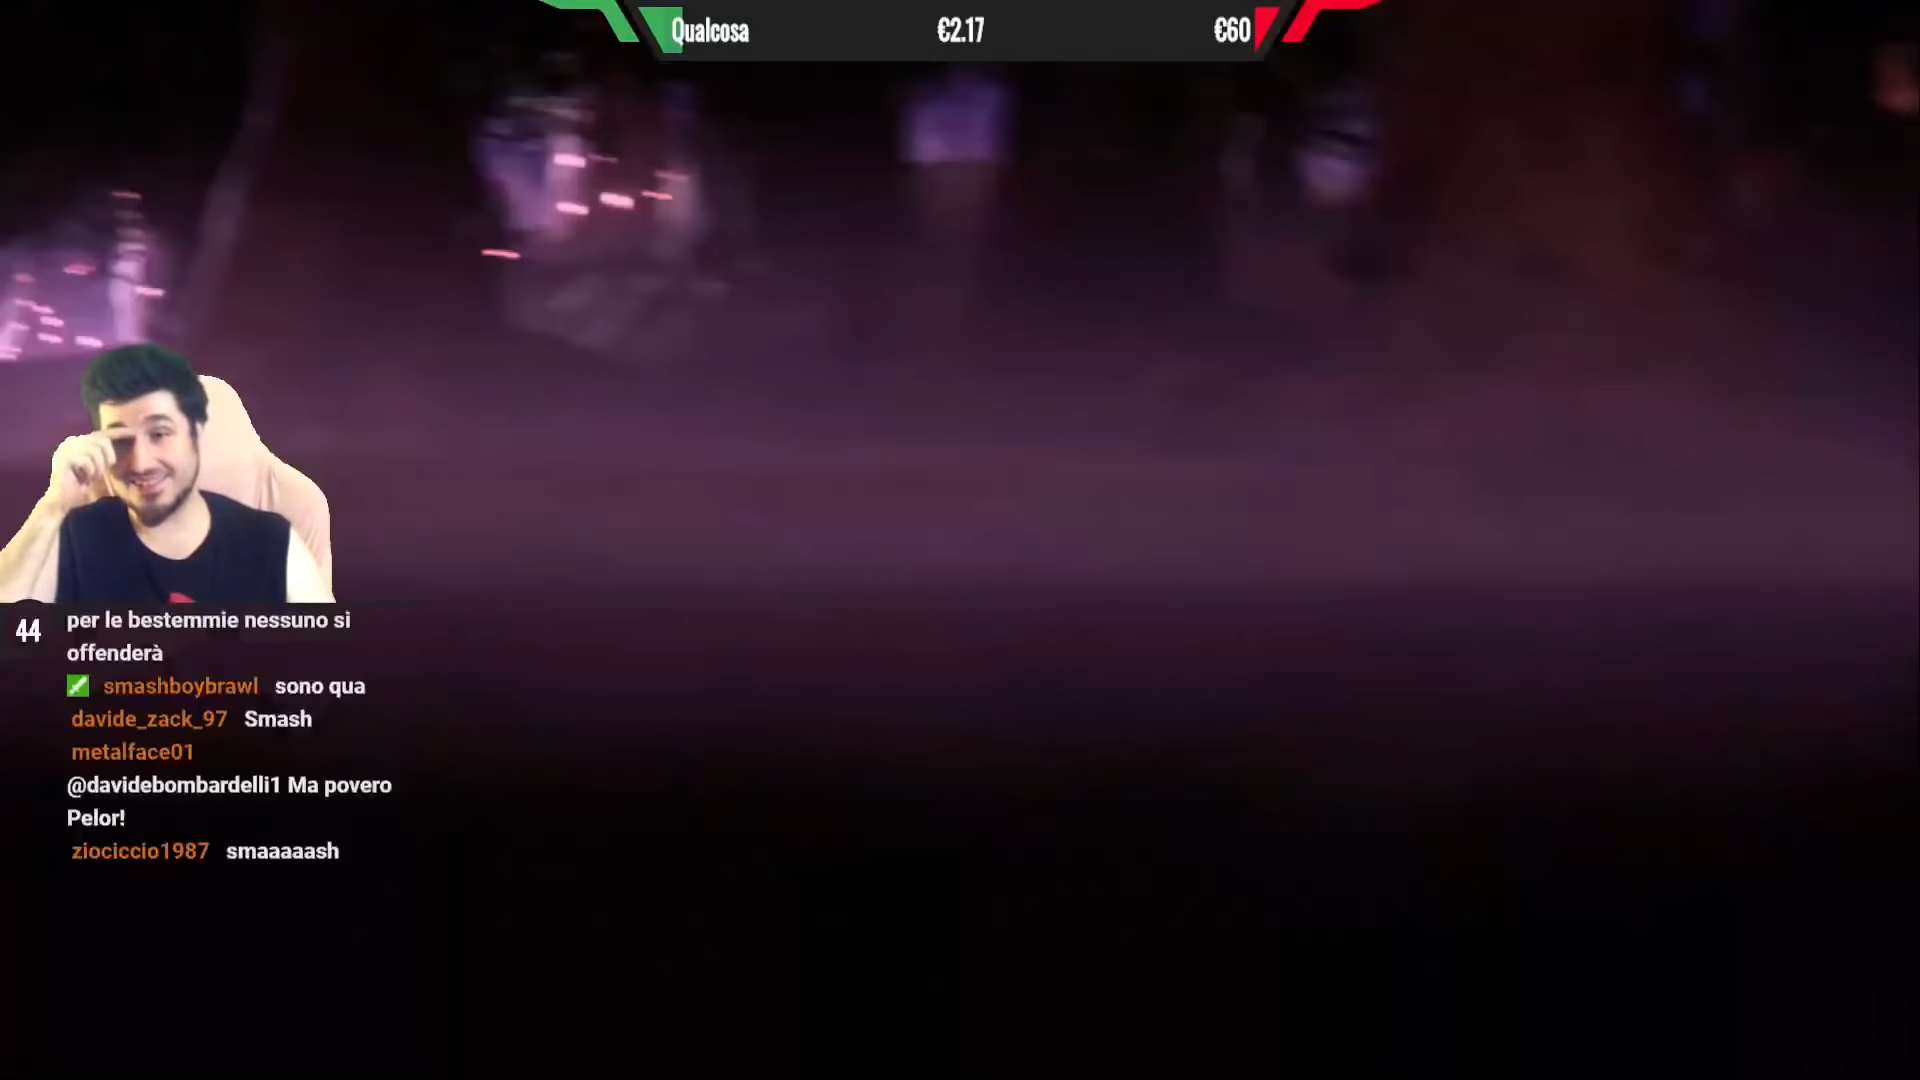 Qualcosa €2.17 €60
44
per le bestemmie nessuno si
offenderà
smashboybrawl sono qua
davide_zack_97 Smash
metalface01
@davidebombardelli1 Ma povero
Pelor!
ziociccio1987 smaaaaash